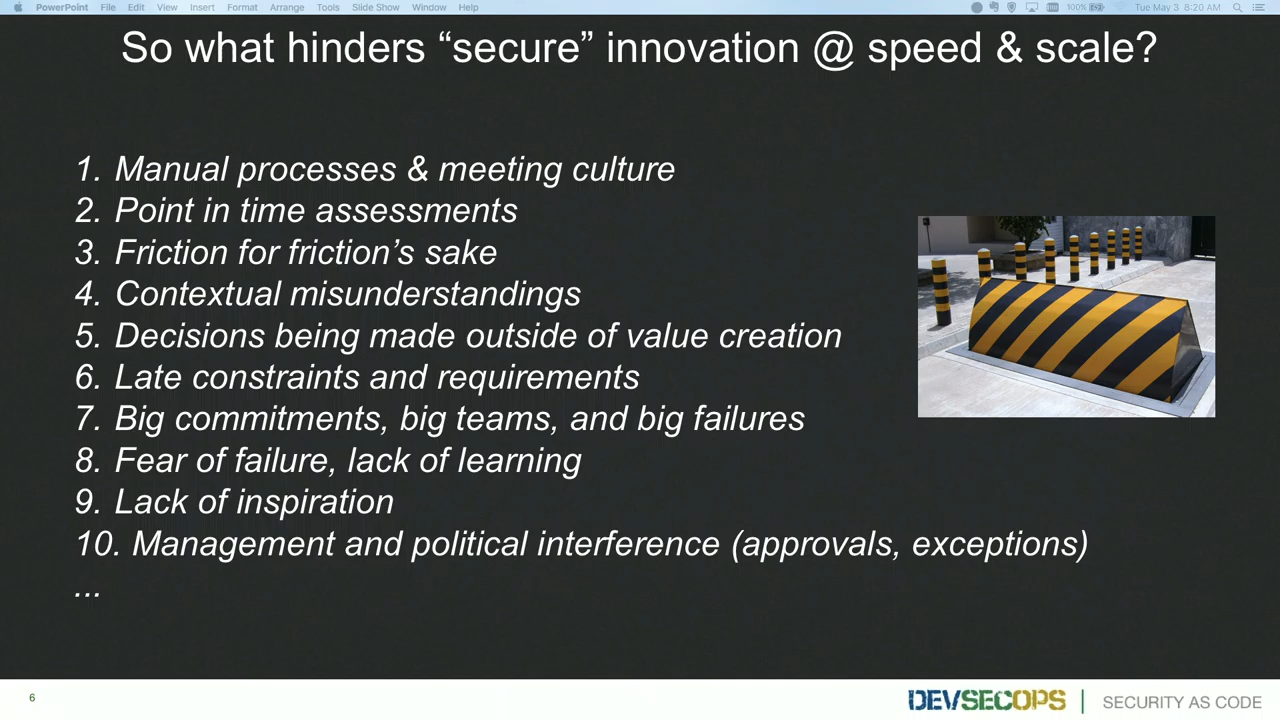 PowerPoint File Edit View Insert Format Arrange Tools Slide Show Window Help 100% Tue May 3 8:20 AM
So what hinders “secure” innovation @ speed & scale?
1. Manual processes & meeting culture
2. Point in time assessments
3. Friction for friction’s sake
4. Contextual misunderstandings
5. Decisions being made outside of value creation
6. Late constraints and requirements
7. Big commitments, big teams, and big failures
8. Fear of failure, lack of learning
9. Lack of inspiration
10. Management and political interference (approvals, exceptions)
...
6
DEVSECOPS | SECURITY AS CODE